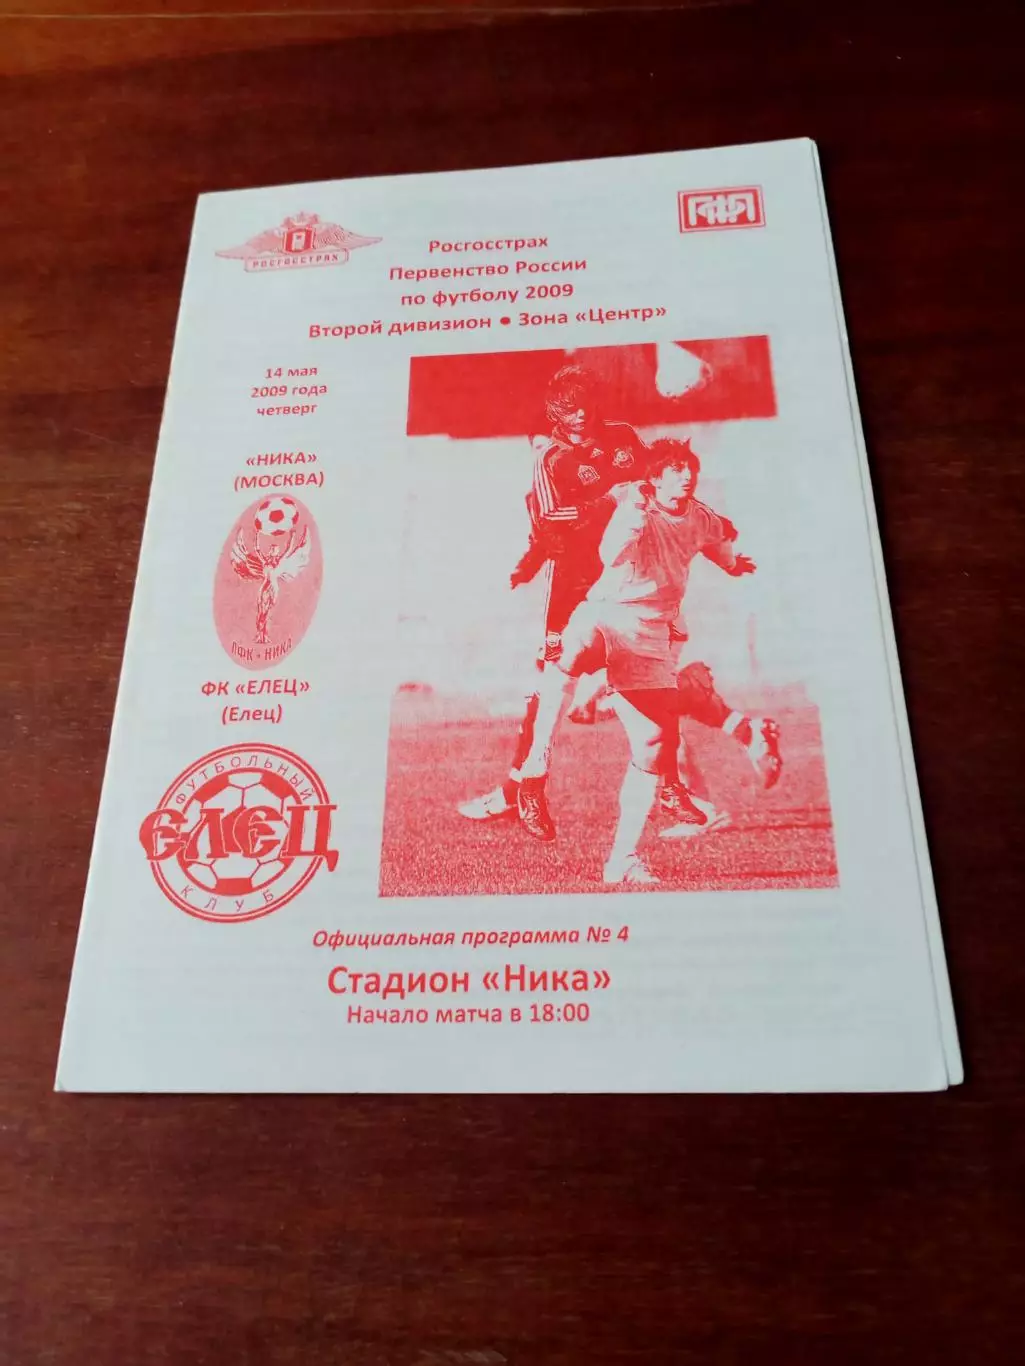 РОСГОССТРАХ
ПФЛ
Росгосстрах
Первенство России
по футболу 2009
Второй дивизион ● Зона «Центр»
14 мая
2009 года
четверг
«НИКА»
(МОСКВА)
ПФК • НИКА
ФК «ЕЛЕЦ»
(Елец)
ФУТБОЛЬНЫЙ
ЕЛЕЦ
КЛУБ
Официальная программа № 4
Стадион «Ника»
Начало матча в 18:00